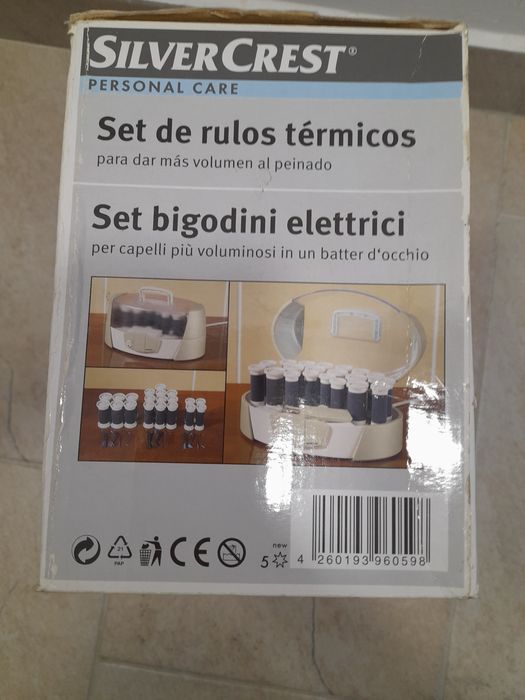 SILVERCREST®
PERSONAL CARE
Set de rulos térmicos
para dar más volumen al peinado
Set bigodini elettrici
per capelli più voluminosi in un batter d'occhio
21
PAP
CE
new
5
4 260193 960598